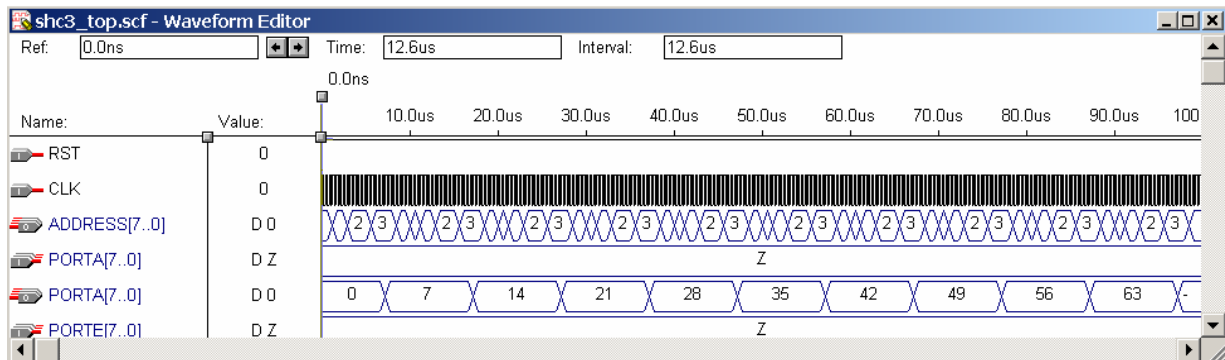 shc3_top.scf - Waveform Editor
Ref: 0.0ns Time: 12.6us Interval: 12.6us
0.0ns
Name: Value: 10.0us 20.0us 30.0us 40.0us 50.0us 60.0us 70.0us 80.0us 90.0us 100
RST 0
CLK 0
ADDRESS[7..0] D 0 2 3 2 3 2 3 2 3 2 3 2 3 2 3 2 3 2 3 2 3
PORTA[7..0] D Z Z
PORTA[7..0] D 0 0 7 14 21 28 35 42 49 56 63 -
PORTE[7..0] D Z Z